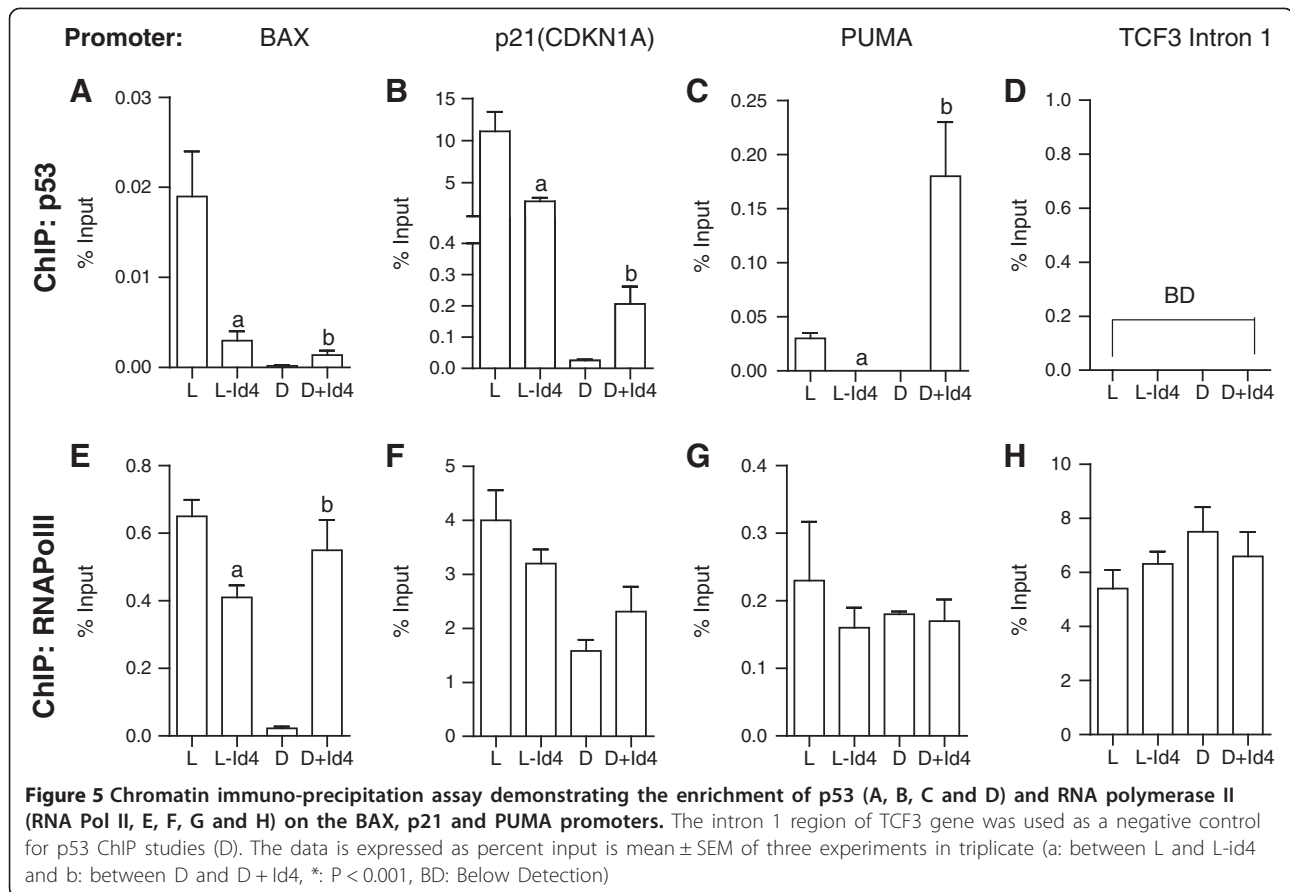 Promoter: BAX p21(CDKN1A) PUMA TCF3 Intron 1
A B C D
ChIP: p53
% Input
0.03
0.02
0.01
0.00
a
b
L L-Id4 D D+Id4
% Input
15
10
5
0.4
0.3
0.2
0.1
0.0
a
b
L L-Id4 D D+Id4
% Input
0.25
0.20
0.15
0.10
0.05
0.00
a
b
L L-Id4 D D+Id4
% Input
1.0
0.8
0.6
0.4
0.2
0.0
BD
L L-Id4 D D+Id4
E F G H
ChIP: RNAPolII
% Input
0.8
0.6
0.4
0.2
0.0
a
b
L L-Id4 D D+Id4
% Input
5
4
3
2
1
0
L L-Id4 D D+Id4
% Input
0.4
0.3
0.2
0.1
0.0
L L-Id4 D D+Id4
% Input
10
8
6
4
2
0
L L-Id4 D D+Id4
Figure 5 Chromatin immuno-precipitation assay demonstrating the enrichment of p53 (A, B, C and D) and RNA polymerase II
(RNA Pol II, E, F, G and H) on the BAX, p21 and PUMA promoters. The intron 1 region of TCF3 gene was used as a negative control
for p53 ChIP studies (D). The data is expressed as percent input is mean ± SEM of three experiments in triplicate (a: between L and L-id4
and b: between D and D + Id4, *: P < 0.001, BD: Below Detection)